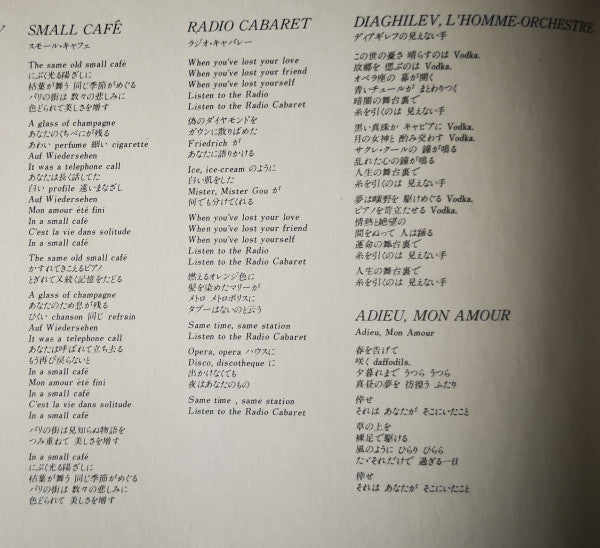 SMALL CAFÉ
スモール・キャフェ
The same old small café
にぶく光る陽ざしに
枯葉が舞う 同じ季節がめぐる
パリの街は 数々の悲しみに
色どられて美しさを増す
A glass of champagne
あなたのくちべにが残る
あわい perfume 細い cigarette
Auf Wiedersehen
It was a telephone call
あなたは長く話してた
白い profile 遠いまなざし
Auf Wiedersehen
Mon amour été fini
In a small café
C'est la vie dans solitude
In a small café
The same old small café
かすれてきこえるピアノ
とぎれて又続く記憶をたどる
A glass of champagne
あなたのため息が残る
ひくい chanson 同じ refrain
Auf Wiedersehen
It was a telephone call
あなたは呼ばれて立ち去る
もう再び戻らないと
In a small café
Mon amour été fini
In a small café
C'est la vie dans solitude
In a small café
パリの街は見知らぬ物語を
つみ重ねて 美しさを増す
In a small café
にぶく光る陽ざしに
枯葉が舞う 同じ季節がめぐる
パリの街は 数々の悲しみに
色どられて 美しさを増す
RADIO CABARET
ラジオ・キャバレー
When you've lost your love
When you've lost your friend
When you've lost yourself
Listen to the Radio
Listen to the Radio Cabaret
偽のダイヤモンドを
ガウンに散りばめた
Friedrich が
あなたに語りかける
Ice, ice-cream のように
白い肌をした
Mister, Mister Gou が
何でも分けてくれる
When you've lost your love
When you've lost your friend
When you've lost yourself
Listen to the Radio
Listen to the Radio Cabaret
燃えるオレンジ色に
髪を染めたマリーが
メトロ メトロポリスに
タブーはないのと云う
Same time, same station
Listen to the Radio Cabaret
Opera, opera ハウスに
Disco, discotheque に
出かけなくても
夜はあなたのもの
Same time, same station
Listen to the Radio Cabaret
DIAGHILEV, L'HOMME-ORCHESTRE
ディアギレフの見えない手
この世の憂さ 晴らすのは Vodka.
故郷を 偲ぶのは Vodka.
オペラ座の 幕が開く
青いチュールが まとわりつく
暗闇の舞台裏で
糸を引くのは 見えない手
黒い真珠か キャビアに Vodka.
月の女神と 酌み交わす Vodka.
サクレ・クールの 鐘が鳴る
乱れた心の 鐘が鳴る
人生の舞台裏で
糸を引くのは 見えない手
夢は曠野を 駆けめぐる Vodka.
ピアノを苛立たせる Vodka.
情熱と絶望の
間をぬって 人は踊る
運命の舞台裏で
糸を引くのは 見えない手
人生の舞台裏で
糸を引くのは 見えない手
ADIEU, MON AMOUR
Adieu, Mon Amour
春を告げて
咲く daffodils.
夕暮れまで うつら うつら
真昼の夢を 彷徨う ふたり
倖せ
それは あなたが そこにいたこと
草の上を
裸足で駆ける
風のように ひらり ひらら
たゞそれだけで 過ぎる一日
倖せ
それは あなたが そこにいたこと